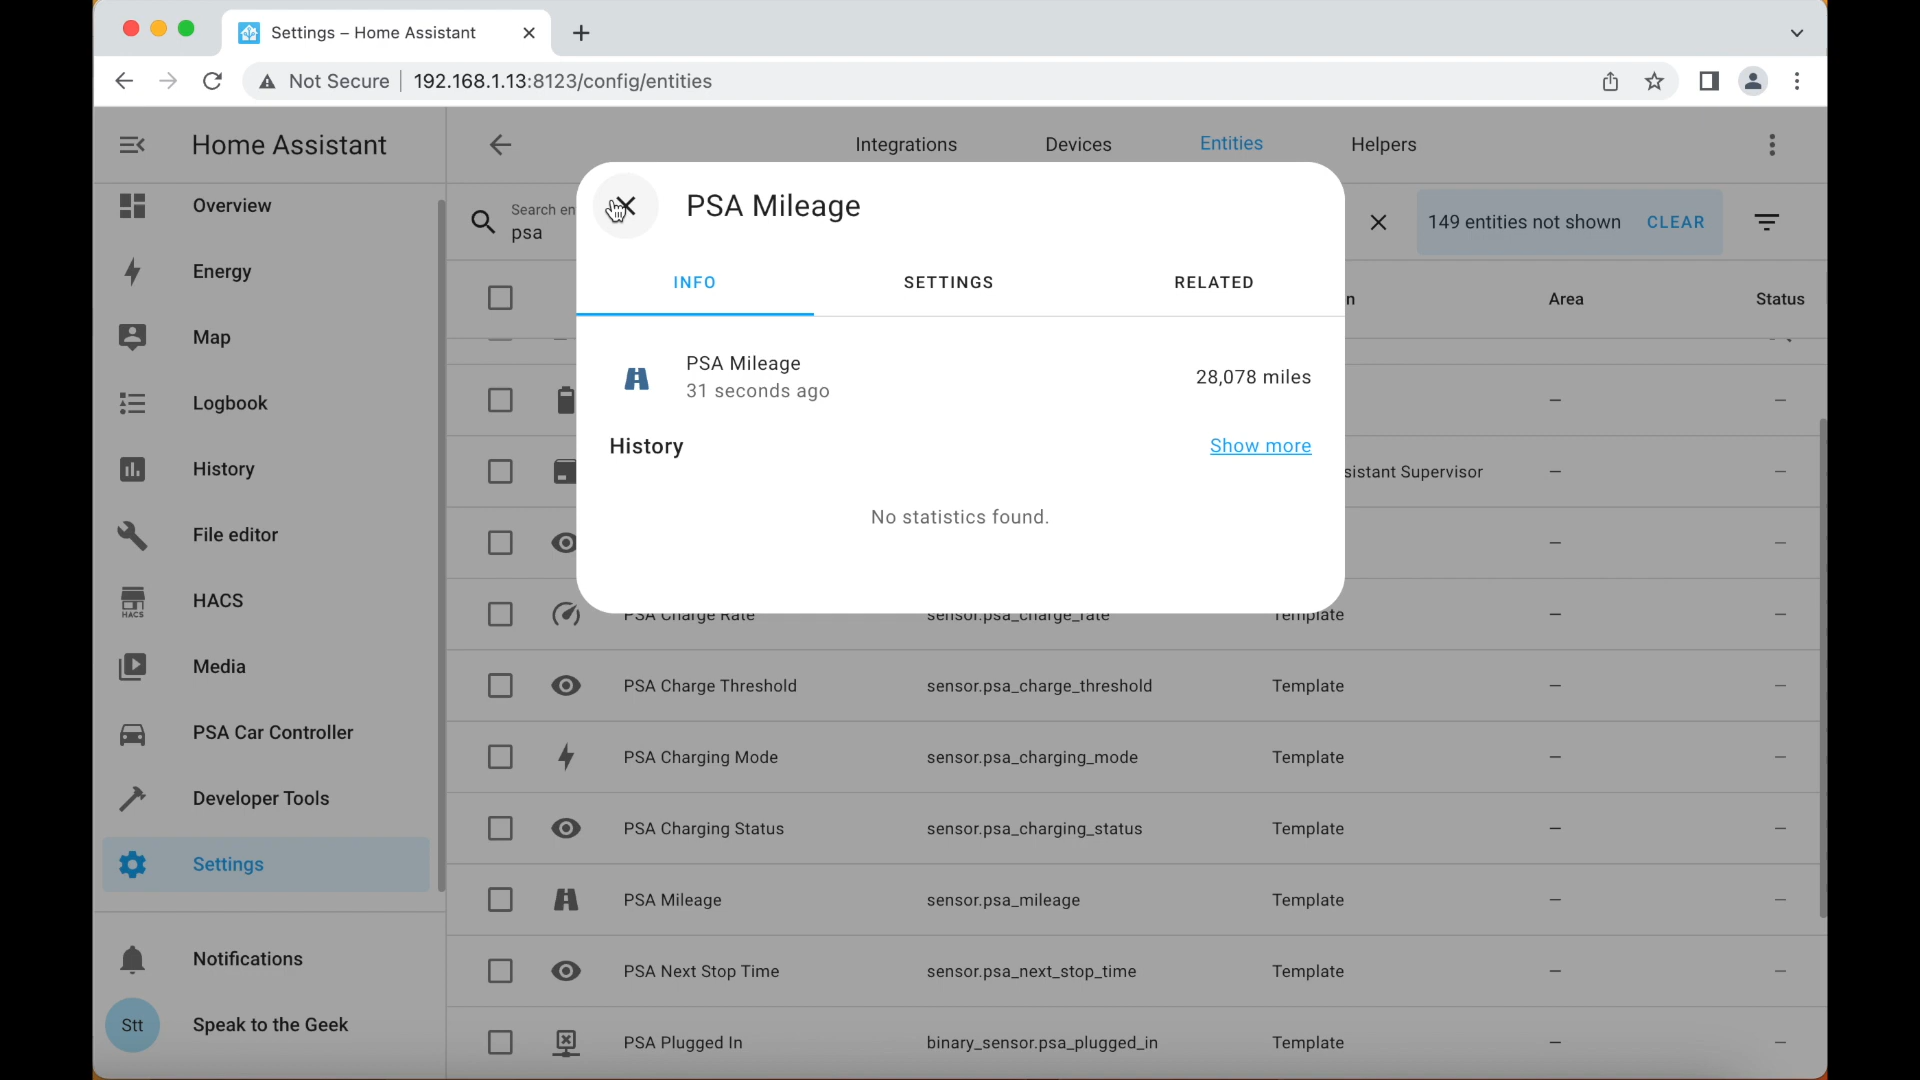 Settings – Home Assistant
Not Secure
192.168.1.13:8123/config/entities
Home Assistant
Integrations
Devices
Entities
Helpers
Overview
Energy
Map
Logbook
History
File editor
HACS
HACS
Media
PSA Car Controller
Developer Tools
Settings
Notifications
Stt
Speak to the Geek
Search en
psa
149 entities not shown
CLEAR
n
Area
Status
PSA Mileage
INFO
SETTINGS
RELATED
PSA Mileage
31 seconds ago
28,078 miles
History
Show more
No statistics found.
sistant Supervisor
–
–
–
–
–
–
PSA Charge Rate
sensor.psa_charge_rate
Template
–
–
PSA Charge Threshold
sensor.psa_charge_threshold
Template
–
–
PSA Charging Mode
sensor.psa_charging_mode
Template
–
–
PSA Charging Status
sensor.psa_charging_status
Template
–
–
PSA Mileage
sensor.psa_mileage
Template
–
–
PSA Next Stop Time
sensor.psa_next_stop_time
Template
–
–
PSA Plugged In
binary_sensor.psa_plugged_in
Template
–
–